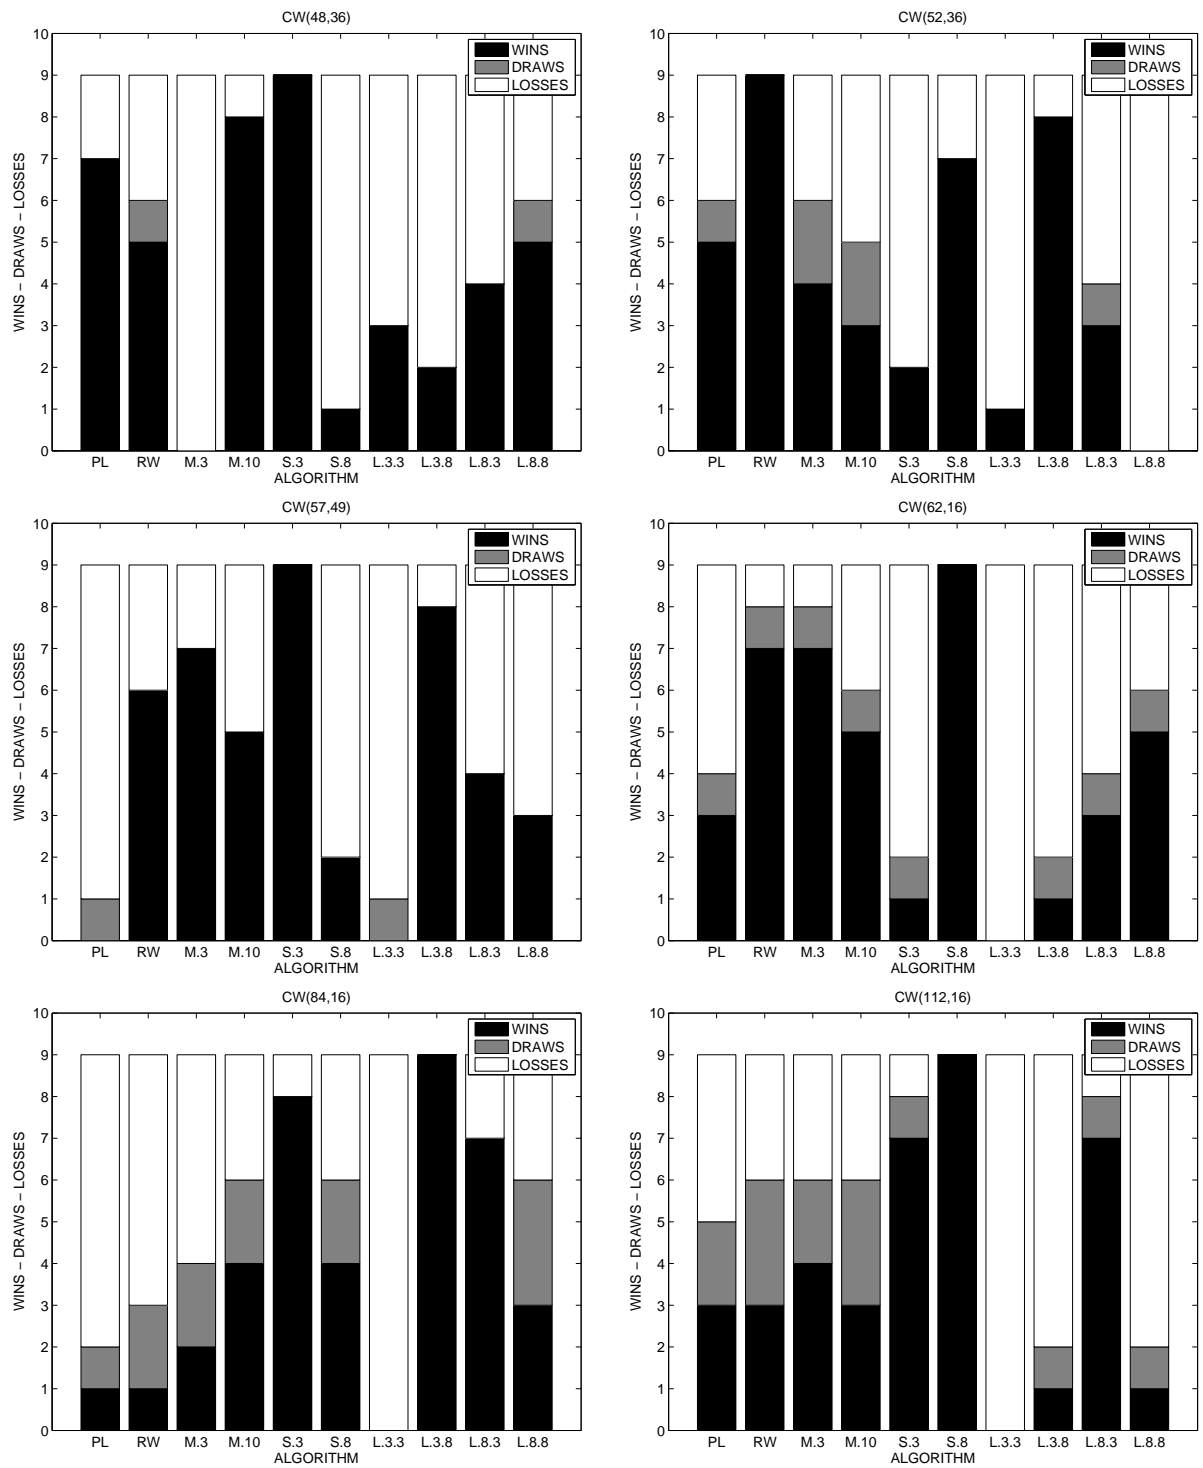 CW(48,36)
10
9
8
7
6
5
4
3
2
1
0
WINS – DRAWS – LOSSES
WINS
DRAWS
LOSSES
PL RW M.3 M.10 S.3 S.8 L.3.3 L.3.8 L.8.3 L.8.8
ALGORITHM
CW(52,36)
10
9
8
7
6
5
4
3
2
1
0
WINS – DRAWS – LOSSES
WINS
DRAWS
LOSSES
PL RW M.3 M.10 S.3 S.8 L.3.3 L.3.8 L.8.3 L.8.8
ALGORITHM
CW(57,49)
10
9
8
7
6
5
4
3
2
1
0
WINS – DRAWS – LOSSES
WINS
DRAWS
LOSSES
PL RW M.3 M.10 S.3 S.8 L.3.3 L.3.8 L.8.3 L.8.8
ALGORITHM
CW(62,16)
10
9
8
7
6
5
4
3
2
1
0
WINS – DRAWS – LOSSES
WINS
DRAWS
LOSSES
PL RW M.3 M.10 S.3 S.8 L.3.3 L.3.8 L.8.3 L.8.8
ALGORITHM
CW(84,16)
10
9
8
7
6
5
4
3
2
1
0
WINS – DRAWS – LOSSES
WINS
DRAWS
LOSSES
PL RW M.3 M.10 S.3 S.8 L.3.3 L.3.8 L.8.3 L.8.8
ALGORITHM
CW(112,16)
10
9
8
7
6
5
4
3
2
1
0
WINS – DRAWS – LOSSES
WINS
DRAWS
LOSSES
PL RW M.3 M.10 S.3 S.8 L.3.3 L.3.8 L.8.3 L.8.8
ALGORITHM